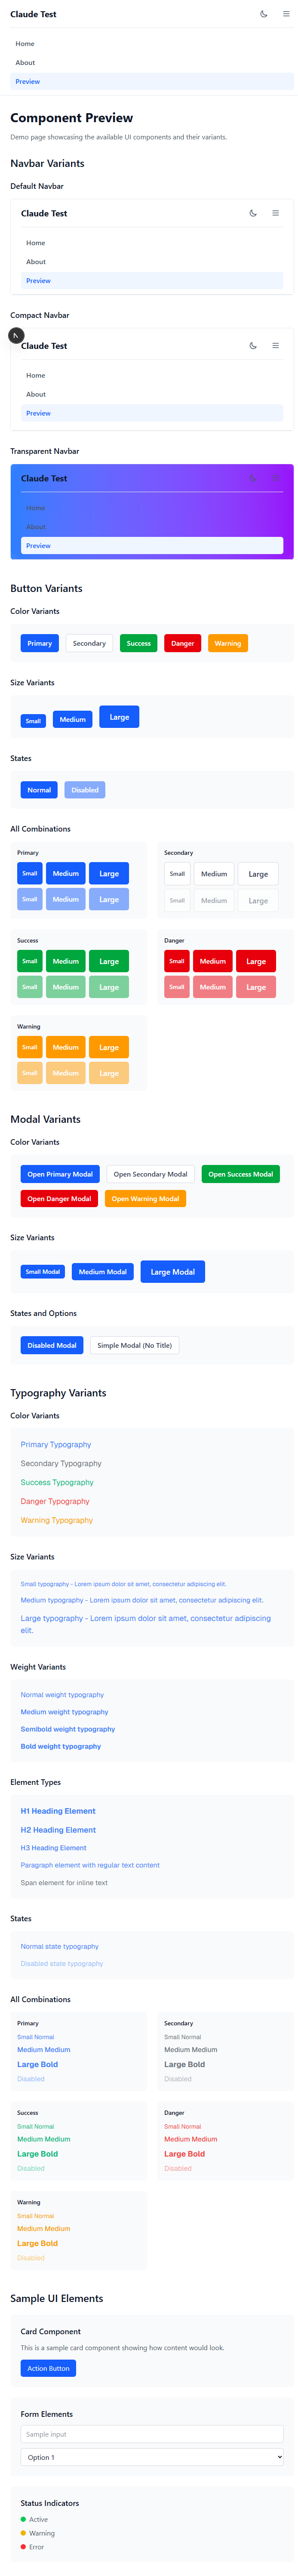 Claude Test
Home
About
Preview
Component Preview
Demo page showcasing the available UI components and their variants.
Navbar Variants
Default Navbar
Claude Test
Home
About
Preview
Compact Navbar
N
Claude Test
Home
About
Preview
Transparent Navbar
Claude Test
Home
About
Preview
Button Variants
Color Variants
Primary Secondary Success Danger Warning
Size Variants
Small Medium Large
States
Normal Disabled
All Combinations
Primary
Small Medium Large
Small Medium Large
Secondary
Small Medium Large
Small Medium Large
Success
Small Medium Large
Small Medium Large
Danger
Small Medium Large
Small Medium Large
Warning
Small Medium Large
Small Medium Large
Modal Variants
Color Variants
Open Primary Modal Open Secondary Modal Open Success Modal
Open Danger Modal Open Warning Modal
Size Variants
Small Modal Medium Modal Large Modal
States and Options
Disabled Modal Simple Modal (No Title)
Typography Variants
Color Variants
Primary Typography
Secondary Typography
Success Typography
Danger Typography
Warning Typography
Size Variants
Small typography - Lorem ipsum dolor sit amet, consectetur adipiscing elit.
Medium typography - Lorem ipsum dolor sit amet, consectetur adipiscing elit.
Large typography - Lorem ipsum dolor sit amet, consectetur adipiscing
elit.
Weight Variants
Normal weight typography
Medium weight typography
Semibold weight typography
Bold weight typography
Element Types
H1 Heading Element
H2 Heading Element
H3 Heading Element
Paragraph element with regular text content
Span element for inline text
States
Normal state typography
Disabled state typography
All Combinations
Primary
Small Normal
Medium Medium
Large Bold
Disabled
Secondary
Small Normal
Medium Medium
Large Bold
Disabled
Success
Small Normal
Medium Medium
Large Bold
Disabled
Danger
Small Normal
Medium Medium
Large Bold
Disabled
Warning
Small Normal
Medium Medium
Large Bold
Disabled
Sample UI Elements
Card Component
This is a sample card component showing how content would look.
Action Button
Form Elements
Sample input
Option 1
Status Indicators
Active
Warning
Error